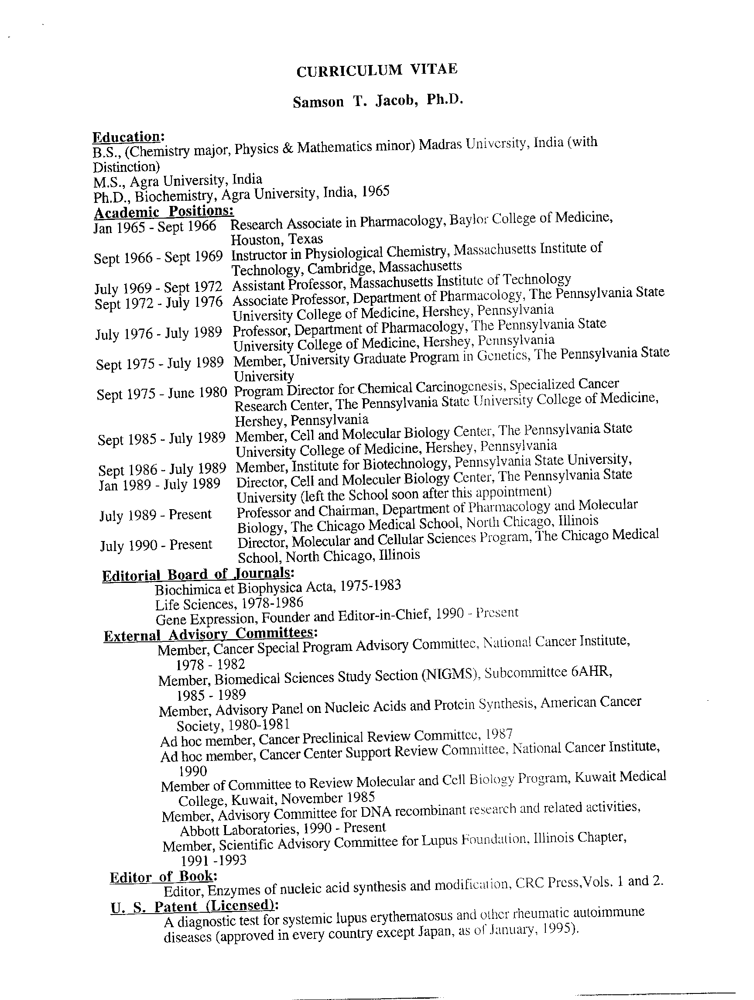 CURRICULUM VITAE
Samson T. Jacob, Ph.D.
Education:
B.S., (Chemistry major, Physics & Mathematics minor) Madras University, India (with
Distinction)
M.S., Agra University, India
Ph.D., Biochemistry, Agra University, India, 1965
Academic Positions:
Jan 1965 - Sept 1966 Research Associate in Pharmacology, Baylor College of Medicine,
Houston, Texas
Sept 1966 - Sept 1969 Instructor in Physiological Chemistry, Massachusetts Institute of
Technology, Cambridge, Massachusetts
July 1969 - Sept 1972 Assistant Professor, Massachusetts Institute of Technology
Sept 1972 - July 1976 Associate Professor, Department of Pharmacology, The Pennsylvania State
University College of Medicine, Hershey, Pennsylvania
July 1976 - July 1989 Professor, Department of Pharmacology, The Pennsylvania State
University College of Medicine, Hershey, Pennsylvania
Sept 1975 - July 1989 Member, University Graduate Program in Genetics, The Pennsylvania State
University
Sept 1975 - June 1980 Program Director for Chemical Carcinogenesis, Specialized Cancer
Research Center, The Pennsylvania State University College of Medicine,
Hershey, Pennsylvania
Sept 1985 - July 1989 Member, Cell and Molecular Biology Center, The Pennsylvania State
University College of Medicine, Hershey, Pennsylvania
Sept 1986 - July 1989 Member, Institute for Biotechnology, Pennsylvania State University,
Jan 1989 - July 1989 Director, Cell and Moleculer Biology Center, The Pennsylvania State
University (left the School soon after this appointment)
July 1989 - Present Professor and Chairman, Department of Pharmacology and Molecular
Biology, The Chicago Medical School, North Chicago, Illinois
July 1990 - Present Director, Molecular and Cellular Sciences Program, The Chicago Medical
School, North Chicago, Illinois
Editorial Board of Journals:
Biochimica et Biophysica Acta, 1975-1983
Life Sciences, 1978-1986
Gene Expression, Founder and Editor-in-Chief, 1990 - Present
External Advisory Committees:
Member, Cancer Special Program Advisory Committee, National Cancer Institute,
1978 - 1982
Member, Biomedical Sciences Study Section (NIGMS), Subcommittee 6AHR,
1985 - 1989
Member, Advisory Panel on Nucleic Acids and Protein Synthesis, American Cancer
Society, 1980-1981
Ad hoc member, Cancer Preclinical Review Committee, 1987
Ad hoc member, Cancer Center Support Review Committee, National Cancer Institute,
1990
Member of Committee to Review Molecular and Cell Biology Program, Kuwait Medical
College, Kuwait, November 1985
Member, Advisory Committee for DNA recombinant research and related activities,
Abbott Laboratories, 1990 - Present
Member, Scientific Advisory Committee for Lupus Foundation, Illinois Chapter,
1991 -1993
Editor of Book:
Editor, Enzymes of nucleic acid synthesis and modification, CRC Press,Vols. 1 and 2.
U. S. Patent (Licensed):
A diagnostic test for systemic lupus erythematosus and other rheumatic autoimmune
diseases (approved in every country except Japan, as of January, 1995).